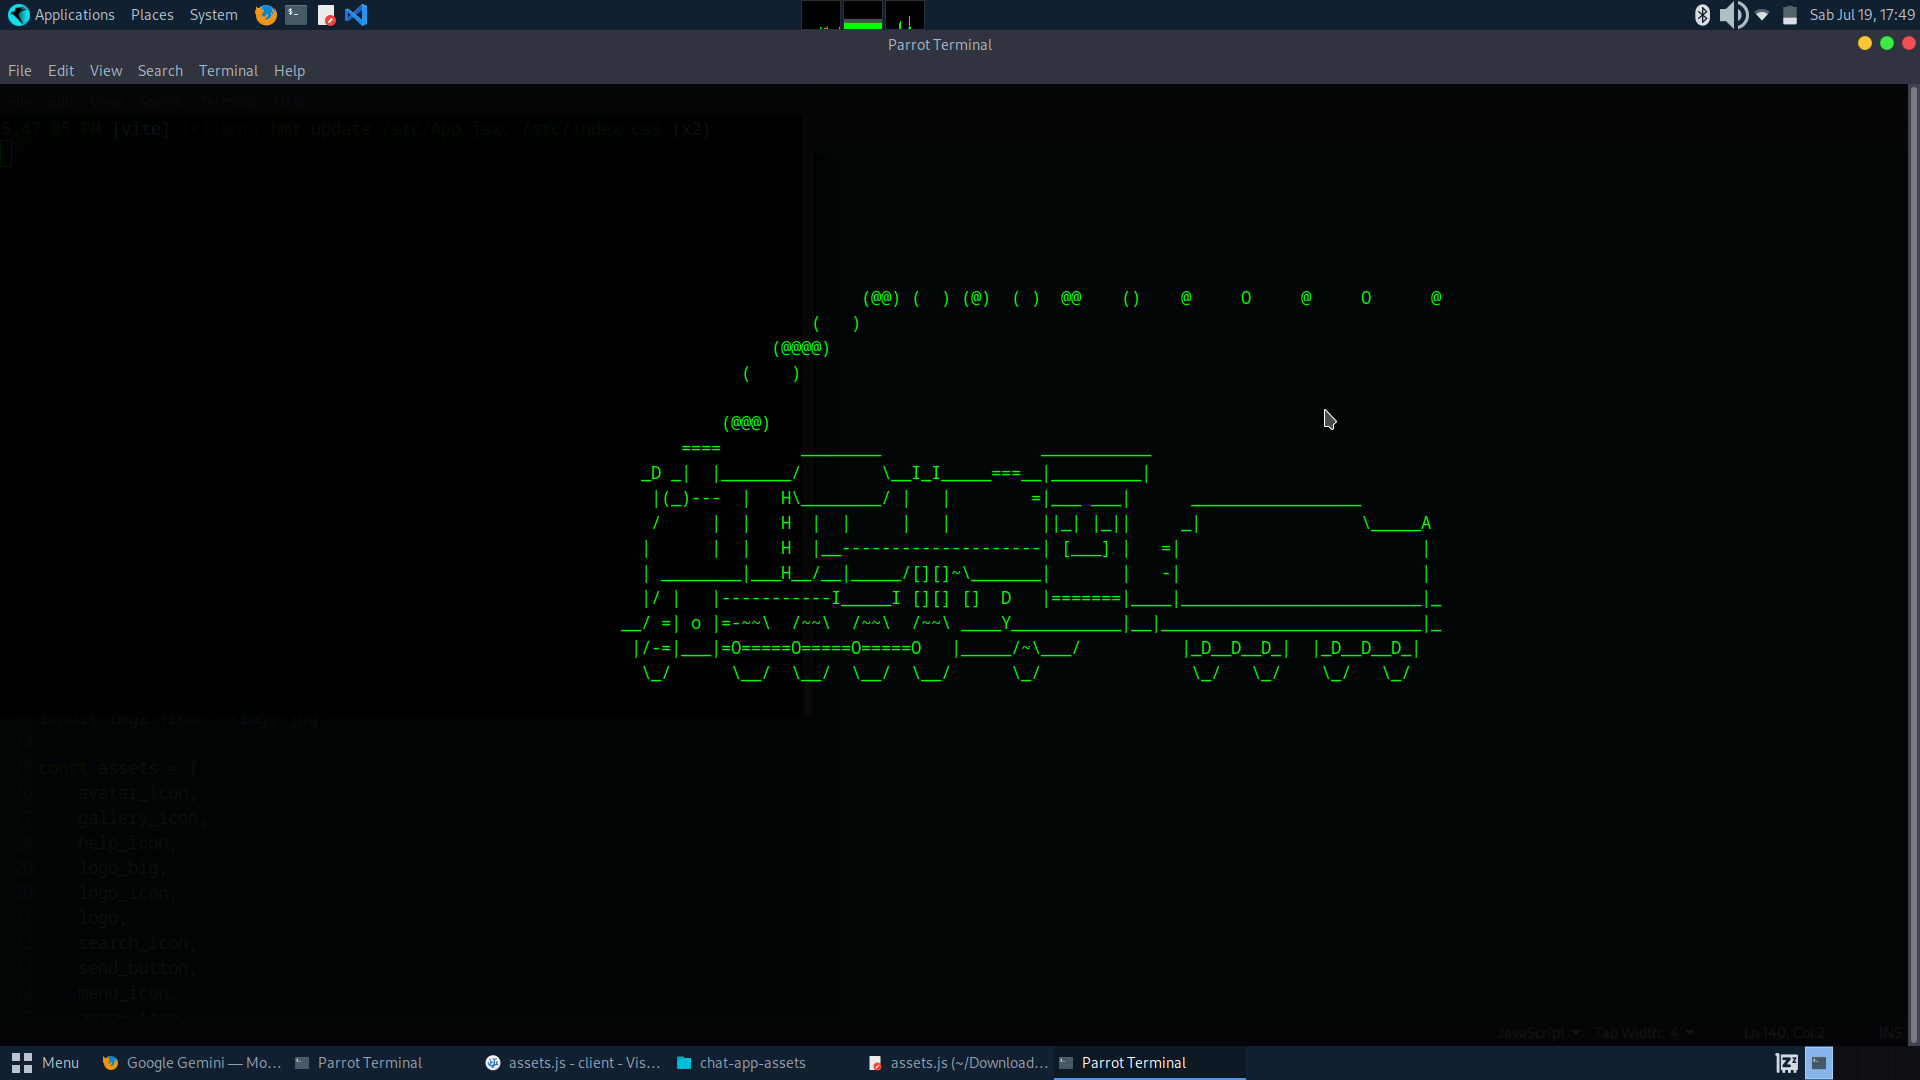 Applications Places System Sab Jul 19, 17:49
Parrot Terminal
File Edit View Search Terminal Help
File Edit View Search Terminal Help
5:47:05 PM [vite] (client) hmr update /src/App.jsx, /src/index.css (x2)
(@@) (  ) (@)  ( )  @@    ()    @     O     @     O      @
(   )
(@@@@)
(    )
(@@@)
====        ________                ___________
_D _|  |_______/        \__I_I_____===__|_________|
|(_)---  |   H\________/ |   |        =|___ ___|      _________________
/     |  |   H  |  |     |   |         ||_| |_||     _|                \_____A
|      |  |   H  |__--------------------| [___] |   =|                        |
| ________|___H__/__|_____/[][]~\_______|       |   -|                        |
|/ |   |-----------I_____I [][] []  D   |=======|____|________________________|_
__/ =| o |=-~~\  /~~\  /~~\  /~~\ ____Y___________|__|__________________________|_
|/-=|___|=O=====O=====O=====O   |_____/~\___/          |_D__D__D_|  |_D__D__D_|
\_/      \__/  \__/  \__/  \__/      \_/               \_/   \_/    \_/   \_/
23 import img2 from './img2.jpg'
24
25 const assets = {
26 avatar_icon,
27 gallery_icon,
28 help_icon,
29 logo_big,
30 logo_icon,
31 logo,
32 search_icon,
33 send_button,
34 menu_icon,
35 arrow_icon
JavaScript Tab Width: 4 Ln 140, Col 2 INS
Menu Google Gemini — Mo... Parrot Terminal assets.js - client - Vis... chat-app-assets assets.js (~/Download... Parrot Terminal